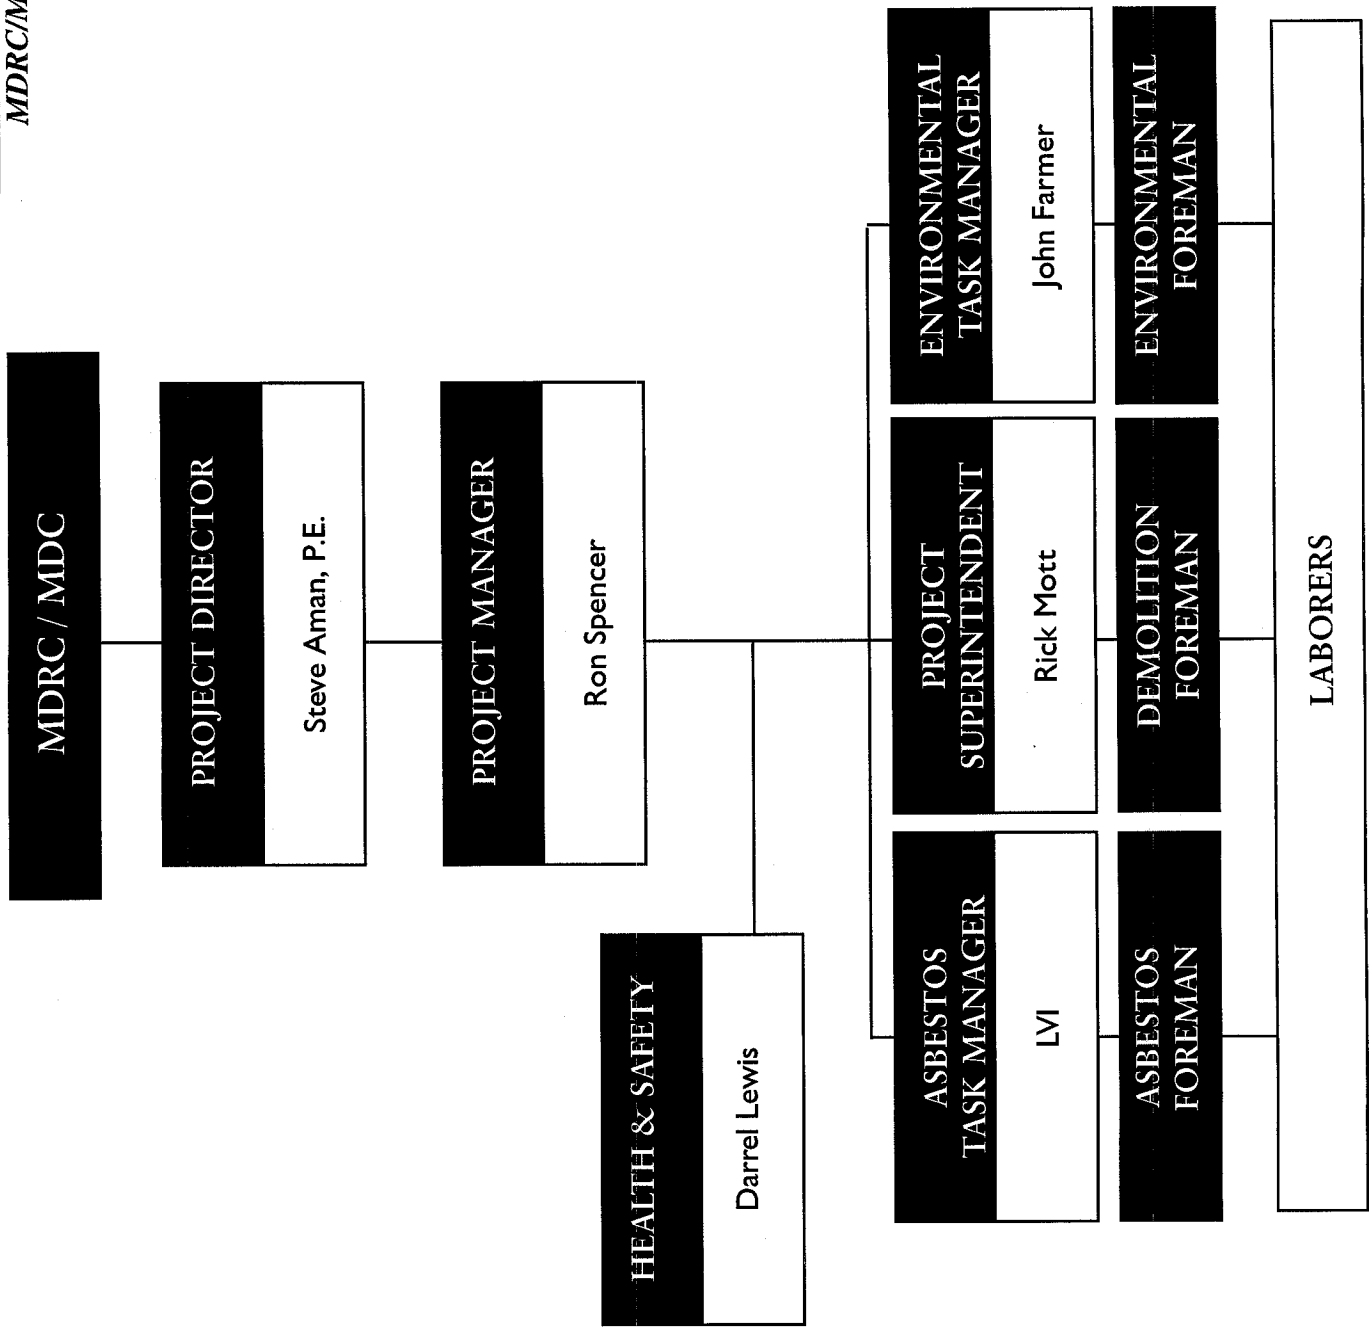 MDRC/M
MDRC / MDC
PROJECT DIRECTOR
Steve Aman, P.E.
PROJECT MANAGER
Ron Spencer
HEALTH & SAFETY
Darrel Lewis
ASBESTOS
TASK MANAGER
LVI
PROJECT
SUPERINTENDENT
Rick Mott
ENVIRONMENTAL
TASK MANAGER
John Farmer
ASBESTOS
FOREMAN
DEMOLITION
FOREMAN
ENVIRONMENTAL
FOREMAN
LABORERS